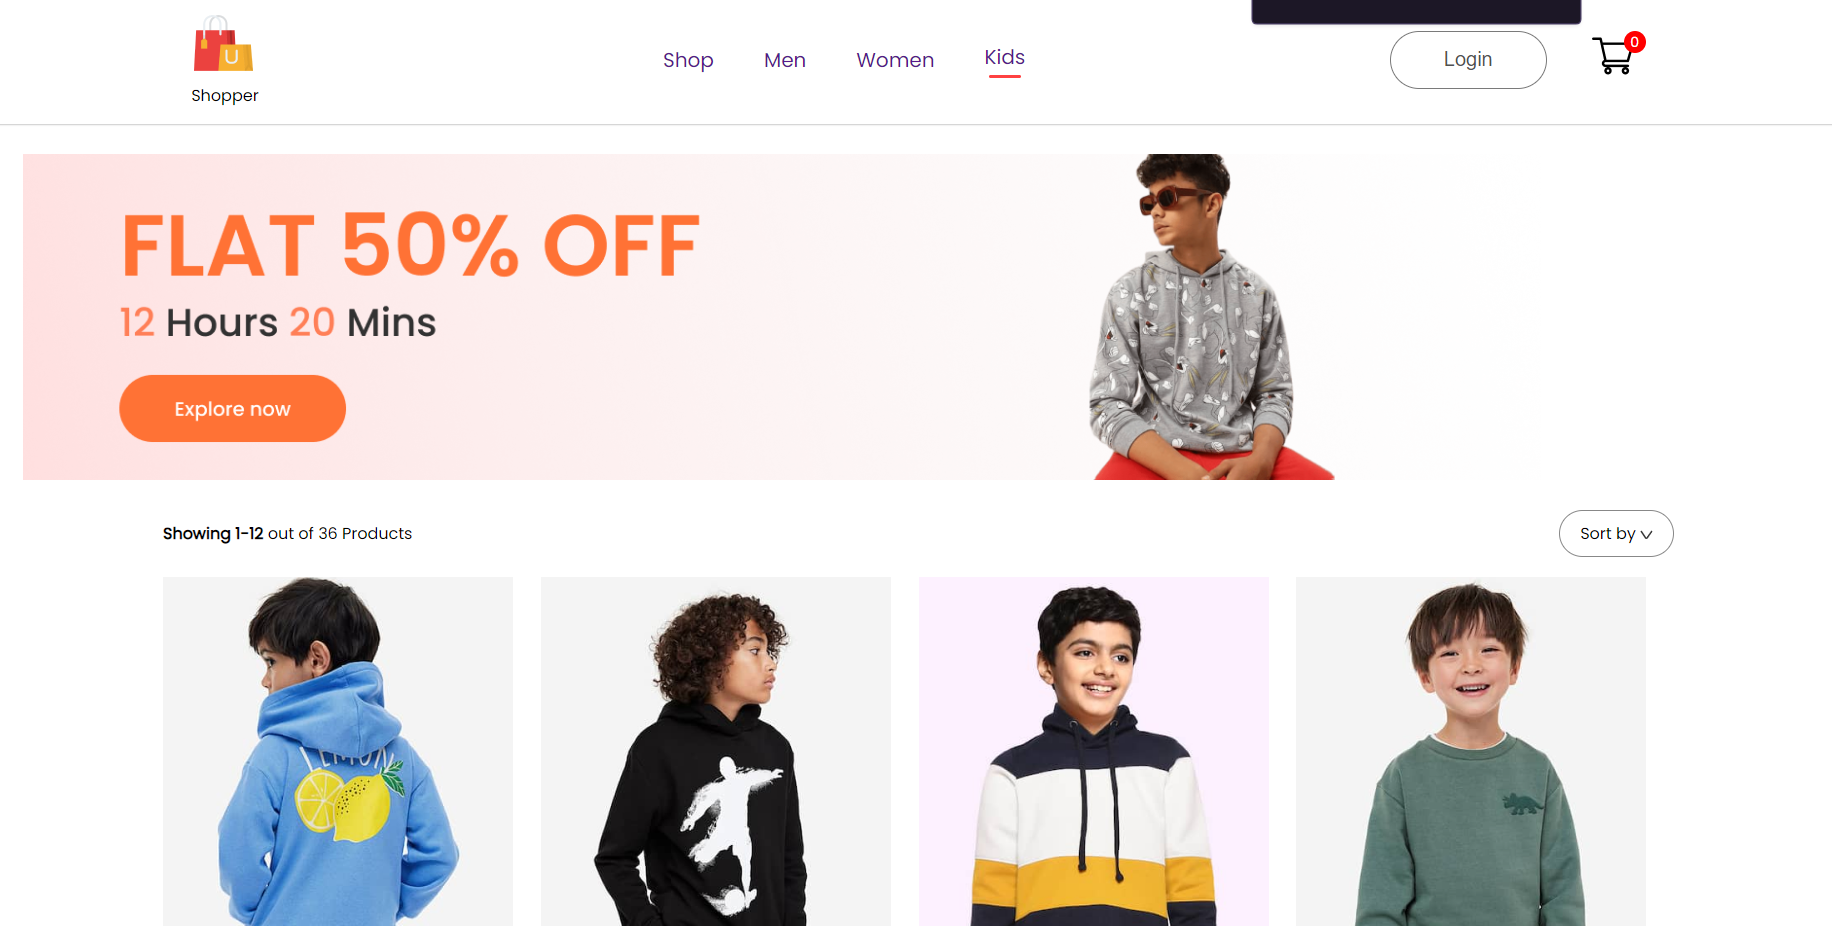 U
Shopper
Shop Men Women Kids
Login
0
FLAT 50% OFF
12 Hours 20 Mins
Explore now
Showing 1-12 out of 36 Products
Sort by
LEMON